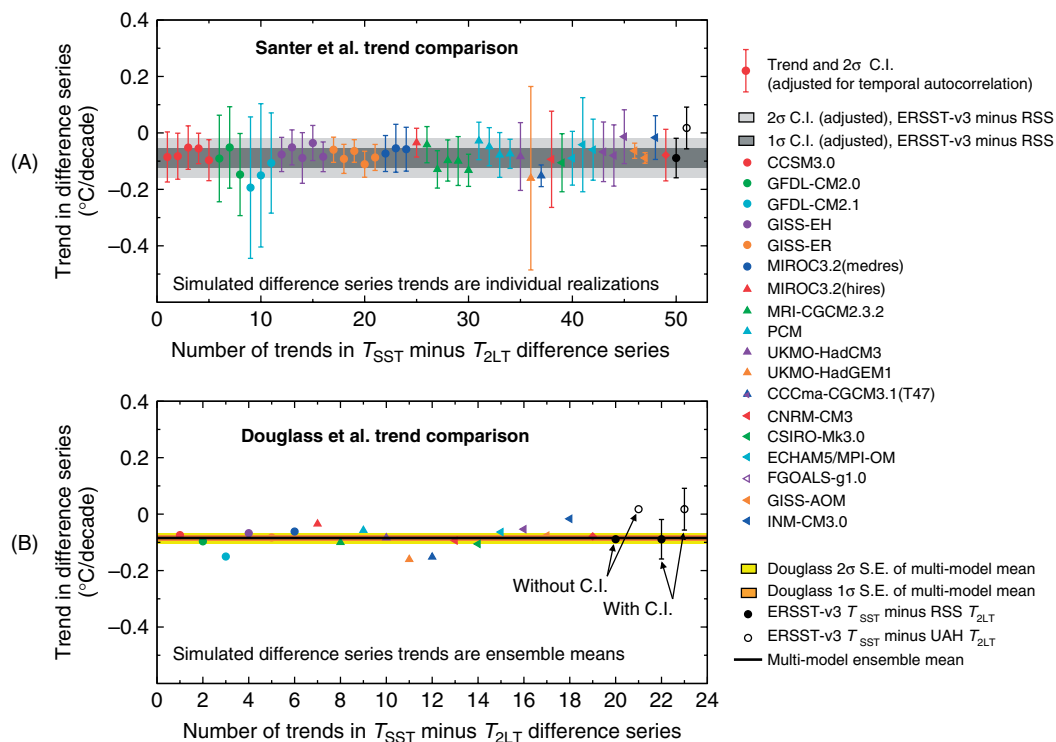 (A)
Santer et al. trend comparison
Trend in difference series
(°C/decade)
0.4
0.2
0
−0.2
−0.4
Simulated difference series trends are individual realizations
0 10 20 30 40 50
Number of trends in T_SST minus T_2LT difference series
(B)
Douglass et al. trend comparison
Trend in difference series
(°C/decade)
0.4
0.2
0
−0.2
−0.4
Without C.I.
With C.I.
Simulated difference series trends are ensemble means
0 2 4 6 8 10 12 14 16 18 20 22 24
Number of trends in T_SST minus T_2LT difference series
Trend and 2σ C.I.
(adjusted for temporal autocorrelation)
2σ C.I. (adjusted), ERSST-v3 minus RSS
1σ C.I. (adjusted), ERSST-v3 minus RSS
CCSM3.0
GFDL-CM2.0
GFDL-CM2.1
GISS-EH
GISS-ER
MIROC3.2(medres)
MIROC3.2(hires)
MRI-CGCM2.3.2
PCM
UKMO-HadCM3
UKMO-HadGEM1
CCCma-CGCM3.1(T47)
CNRM-CM3
CSIRO-Mk3.0
ECHAM5/MPI-OM
FGOALS-g1.0
GISS-AOM
INM-CM3.0
Douglass 2σ S.E. of multi-model mean
Douglass 1σ S.E. of multi-model mean
ERSST-v3 T_SST minus RSS T_2LT
ERSST-v3 T_SST minus UAH T_2LT
Multi-model ensemble mean